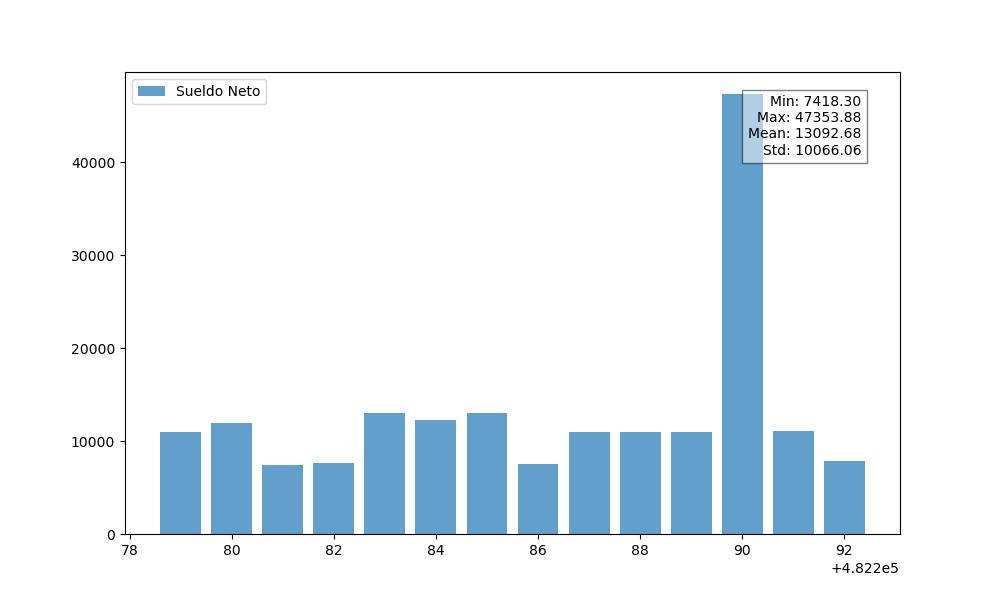 Sueldo Neto
Min: 7418.30
Max: 47353.88
Mean: 13092.68
Std: 10066.06
40000
30000
20000
10000
0
78 80 82 84 86 88 90 92
+4.822e5